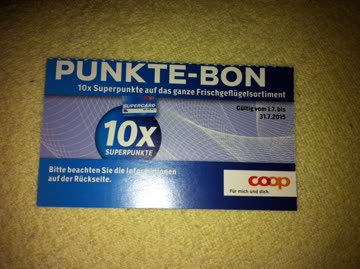 PUNKTE-BON
10x Superpunkte auf das ganze Frischgeflügelsortiment
Gültig vom 1.7. bis
31.7.2015
SUPERCARD
10x
SUPERPUNKTE
Bitte beachten Sie die Informationen
auf der Rückseite.
coop
Für mich und dich.